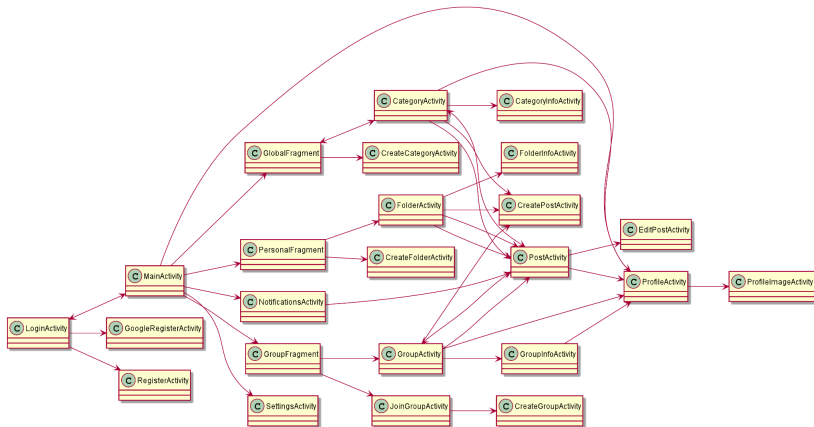 C CategoryActivity
C CategoryInfoActivity
C GlobalFragment
C CreateCategoryActivity
C FolderInfoActivity
C FolderActivity
C CreatePostActivity
C PersonalFragment
C CreateFolderActivity
C PostActivity
C EditPostActivity
C MainActivity
C NotificationsActivity
C ProfileActivity
C ProfileImageActivity
C LoginActivity
C GoogleRegisterActivity
C GroupFragment
C GroupActivity
C GroupInfoActivity
C RegisterActivity
C SettingsActivity
C JoinGroupActivity
C CreateGroupActivity